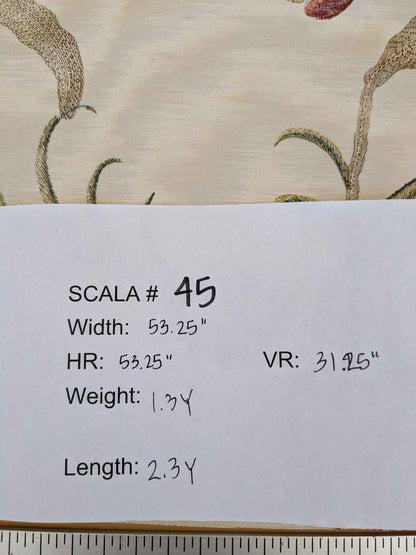 SCALA # 45
Width: 53.25"
HR: 53.25" VR: 31.25"
Weight: 1.3Y
Length: 2.3Y